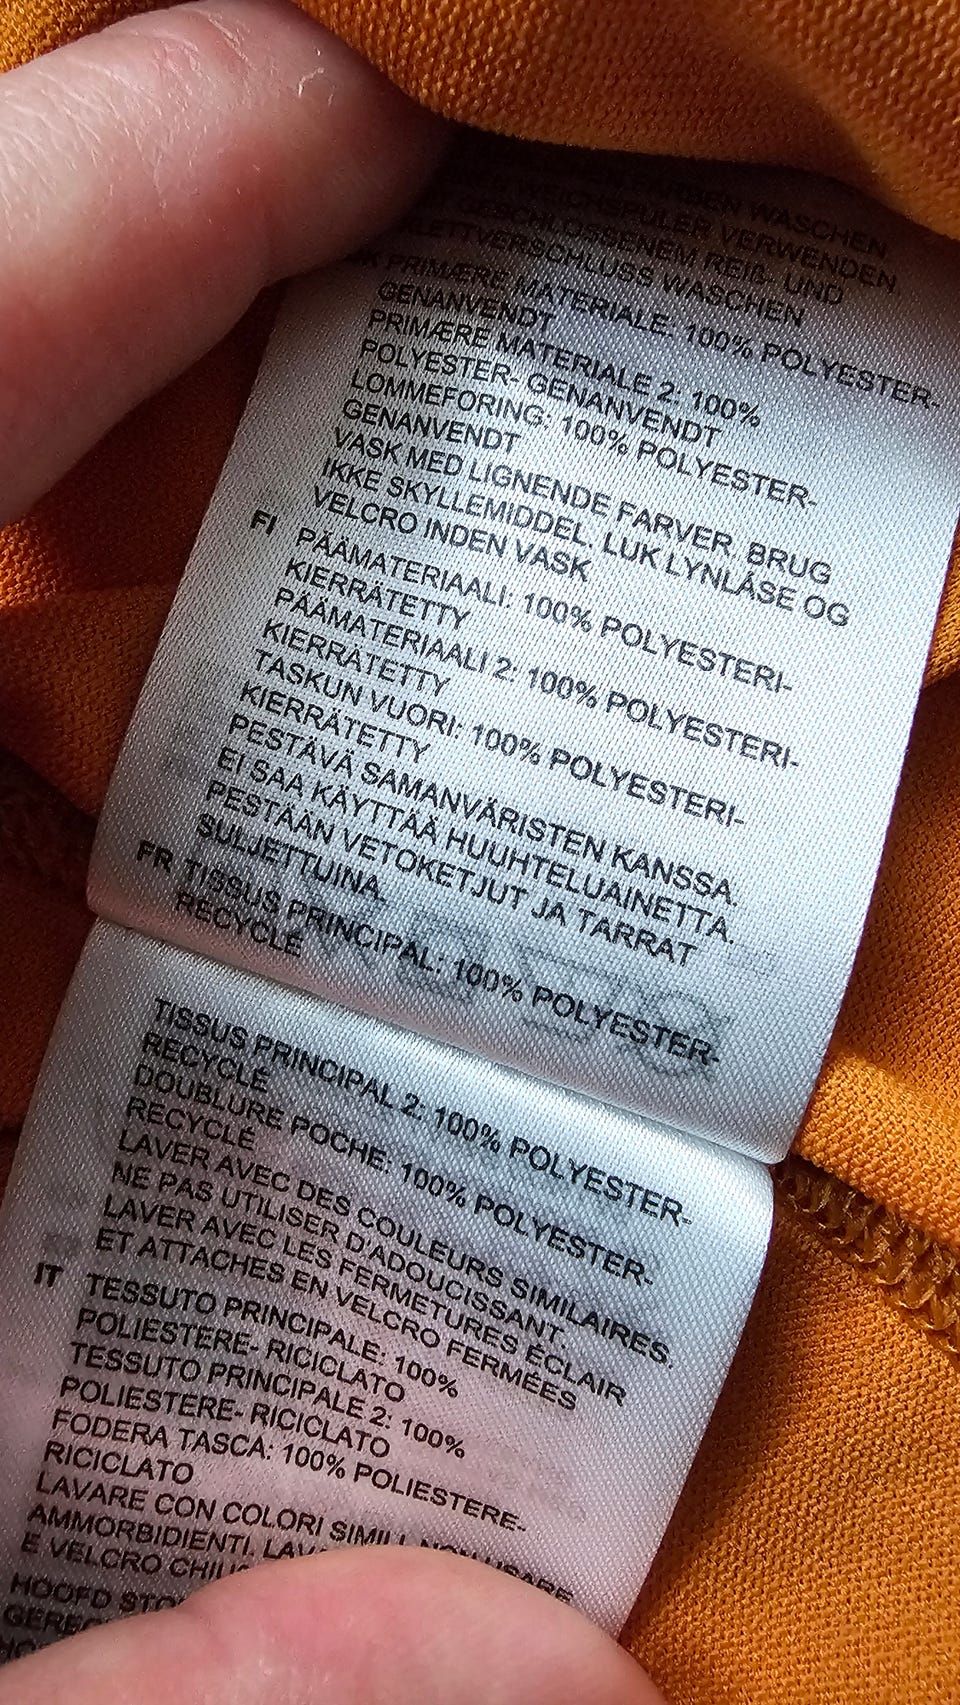 FARBEN WASCHEN
WEICHSPÜLER VERWENDEN
GESCHLOSSENEM REIß- UND
KLETTVERSCHLUSS WASCHEN
PRIMÆRE MATERIALE: 100% POLYESTER-
GENANVENDT
PRIMÆRE MATERIALE 2: 100%
POLYESTER- GENANVENDT
LOMMEFORING: 100% POLYESTER-
GENANVENDT
VASK MED LIGNENDE FARVER. BRUG
IKKE SKYLLEMIDDEL. LUK LYNLÅSE OG
VELCRO INDEN VASK
FI PÄÄMATERIAALI: 100% POLYESTERI-
KIERRÄTETTY
PÄÄMATERIAALI 2: 100% POLYESTERI-
KIERRÄTETTY
TASKUN VUORI: 100% POLYESTERI-
KIERRÄTETTY
PESTÄVÄ SAMANVÄRISTEN KANSSA.
EI SAA KÄYTTÄÄ HUUHTELUAINETTA.
PESTÄÄN VETOKETJUT JA TARRAT
SULJETTUINA.
FR TISSUS PRINCIPAL: 100% POLYESTER-
RECYCLÉ
TISSUS PRINCIPAL 2: 100% POLYESTER-
RECYCLÉ
DOUBLURE POCHE: 100% POLYESTER-
RECYCLÉ
LAVER AVEC DES COULEURS SIMILAIRES.
NE PAS UTILISER D'ADOUCISSANT.
LAVER AVEC LES FERMETURES ÉCLAIR
ET ATTACHES EN VELCRO FERMÉES
IT TESSUTO PRINCIPALE: 100%
POLIESTERE- RICICLATO
TESSUTO PRINCIPALE 2: 100%
POLIESTERE- RICICLATO
FODERA TASCA: 100% POLIESTERE-
RICICLATO
LAVARE CON COLORI SIMILI. NON USARE
AMMORBIDIENTI.
E VELCRO
HOOFD